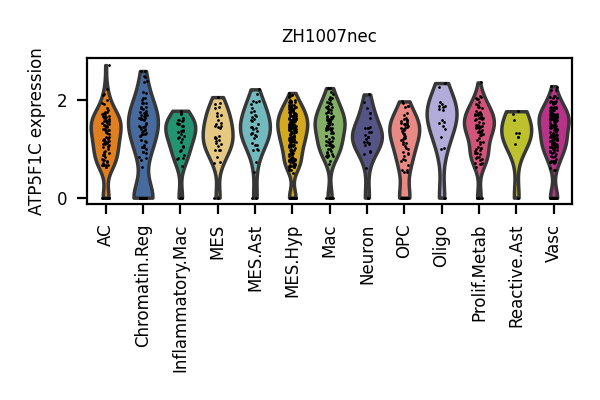 ZH1007nec
ATP5F1C expression
2
0
AC
Chromatin.Reg
Inflammatory.Mac
MES
MES.Ast
MES.Hyp
Mac
Neuron
OPC
Oligo
Prolif.Metab
Reactive.Ast
Vasc